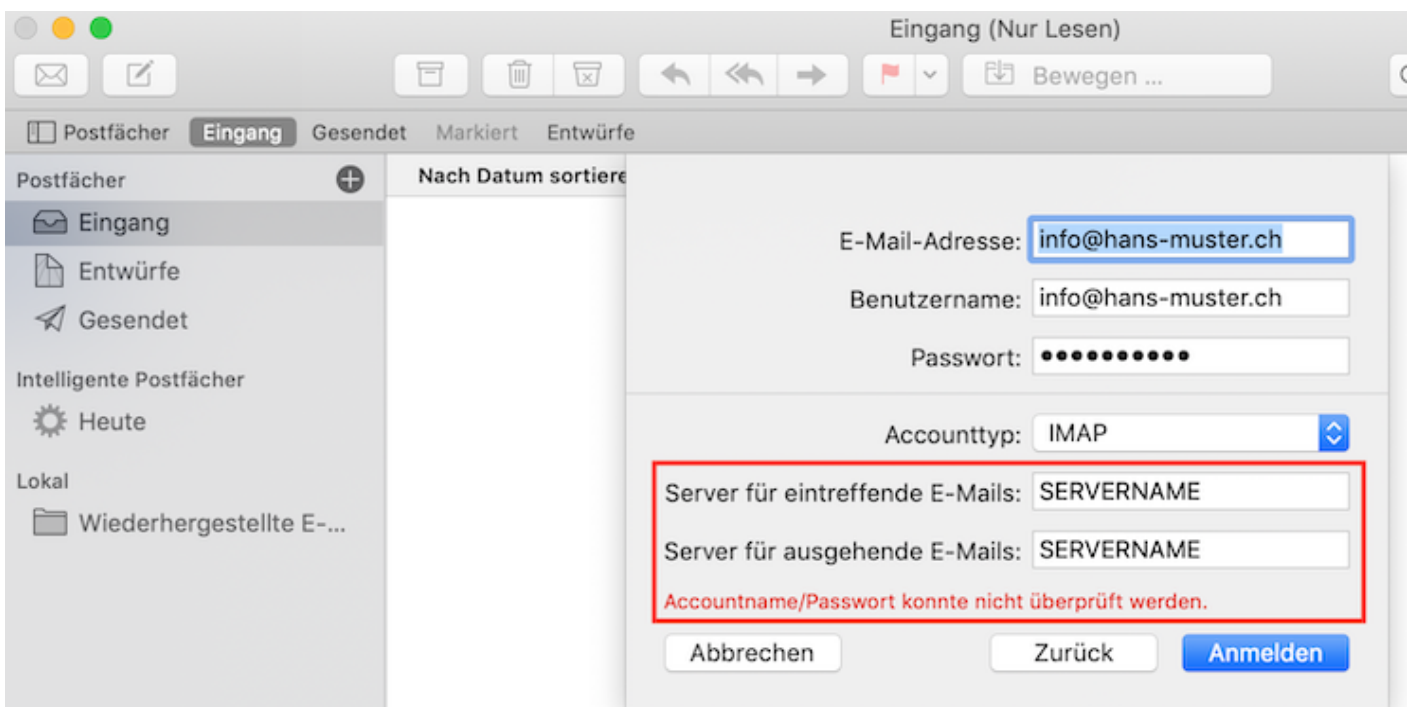 Eingang (Nur Lesen)
Bewegen ...
Postfächer Eingang Gesendet Markiert Entwürfe
Postfächer
Eingang
Entwürfe
Gesendet
Intelligente Postfächer
Heute
Lokal
Wiederhergestellte E-...
Nach Datum sortiere
E-Mail-Adresse: info@hans-muster.ch
Benutzername: info@hans-muster.ch
Passwort: ●●●●●●●●●●
Accounttyp: IMAP
Server für eintreffende E-Mails: SERVERNAME
Server für ausgehende E-Mails: SERVERNAME
Accountname/Passwort konnte nicht überprüft werden.
Abbrechen Zurück Anmelden